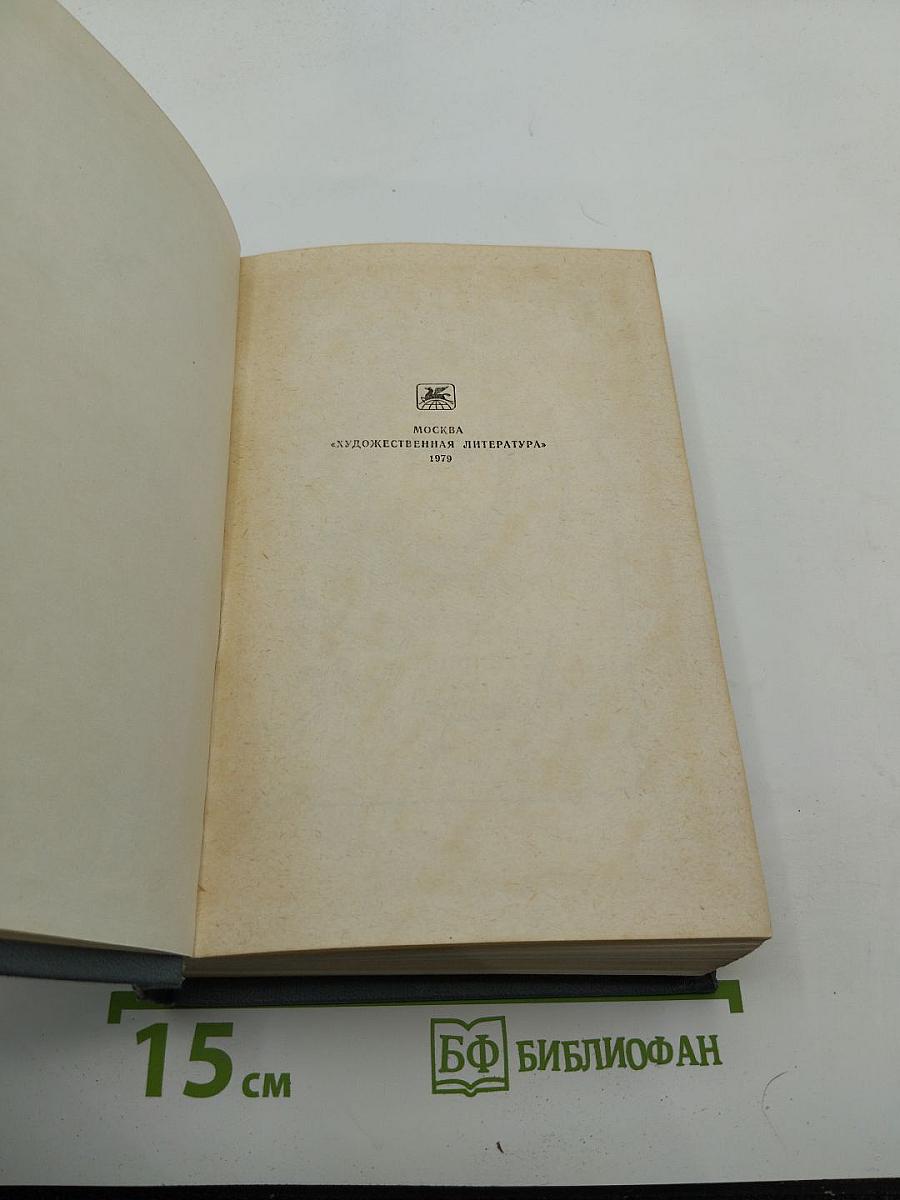 МОСКВА
«ХУДОЖЕСТВЕННАЯ ЛИТЕРАТУРА»
1979
15 см
БФ БИБЛИОФАН